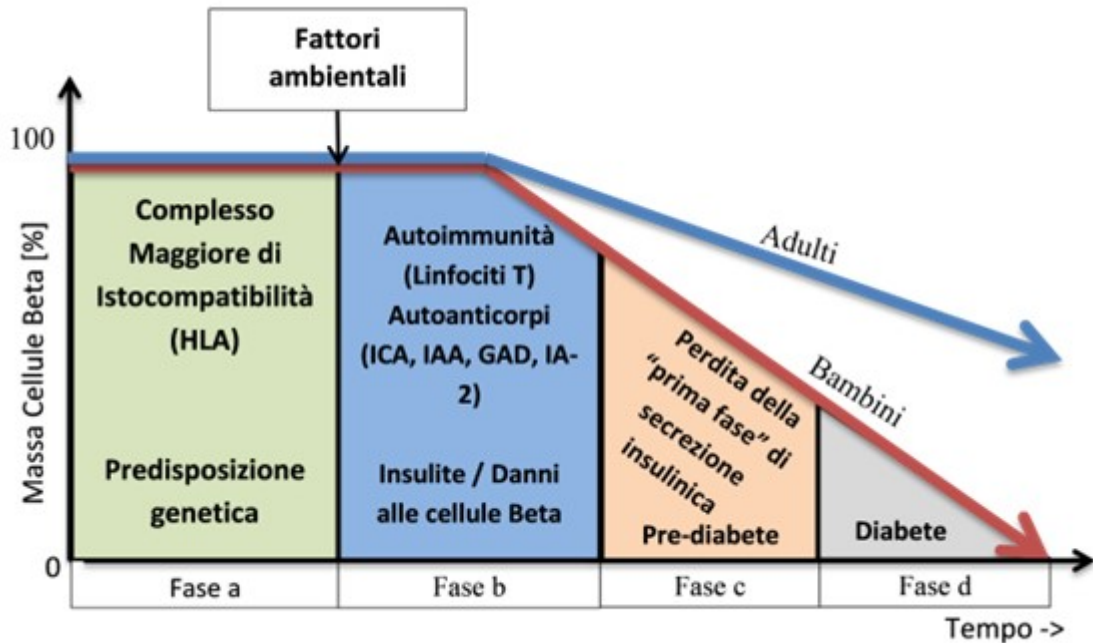 Fattori
ambientali
100
Massa Cellule Beta [%]
0
Complesso
Maggiore di
Istocompatibilità
(HLA)
Predisposizione
genetica
Autoimmunità
(Linfociti T)
Autoanticorpi
(ICA, IAA, GAD, IA-
2)
Insulite / Danni
alle cellule Beta
Adulti
Bambini
Perdita della
“prima fase” di
secrezione
insulinica
Pre-diabete
Diabete
Fase a
Fase b
Fase c
Fase d
Tempo ->